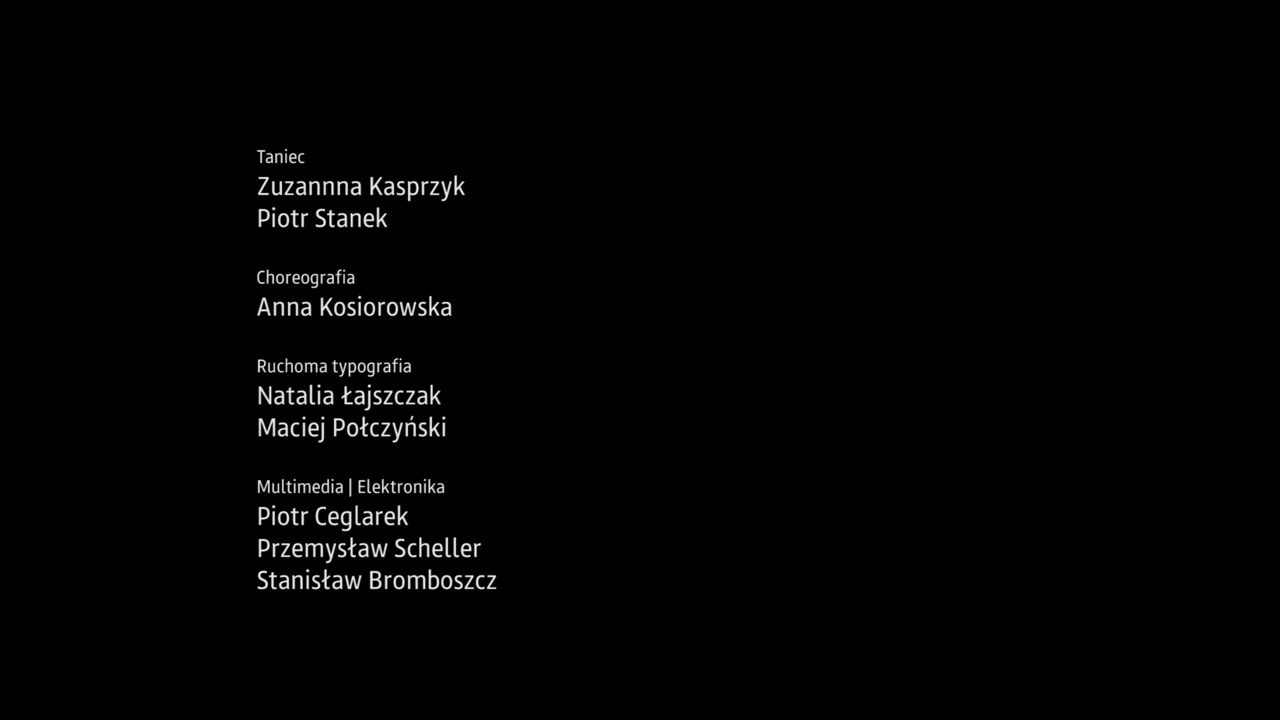 Taniec
Zuzannna Kasprzyk
Piotr Stanek
Choreografia
Anna Kosiorowska
Ruchoma typografia
Natalia Łajszczak
Maciej Połczyński
Multimedia | Elektronika
Piotr Ceglarek
Przemysław Scheller
Stanisław Bromboszcz